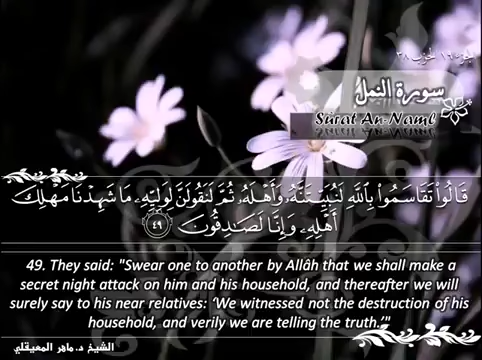 سورة النمل
Sûrat An-Naml
قَالُوا۟ تَقَاسَمُوا۟ بِٱللَّهِ لَنُبَيِّتَنَّهُۥ وَأَهْلَهُۥ ثُمَّ لَنَقُولَنَّ لِوَلِيِّهِۦ مَا شَهِدْنَا مَهْلِكَ
أَهْلِهِۦ وَإِنَّا لَصَـٰدِقُونَ ٤٩
49. They said: "Swear one to another by Allâh that we shall make a
secret night attack on him and his household, and thereafter we will
surely say to his near relatives: ‘We witnessed not the destruction of his
household, and verily we are telling the truth.’"
الشيخ د. ماهر المعيقلي